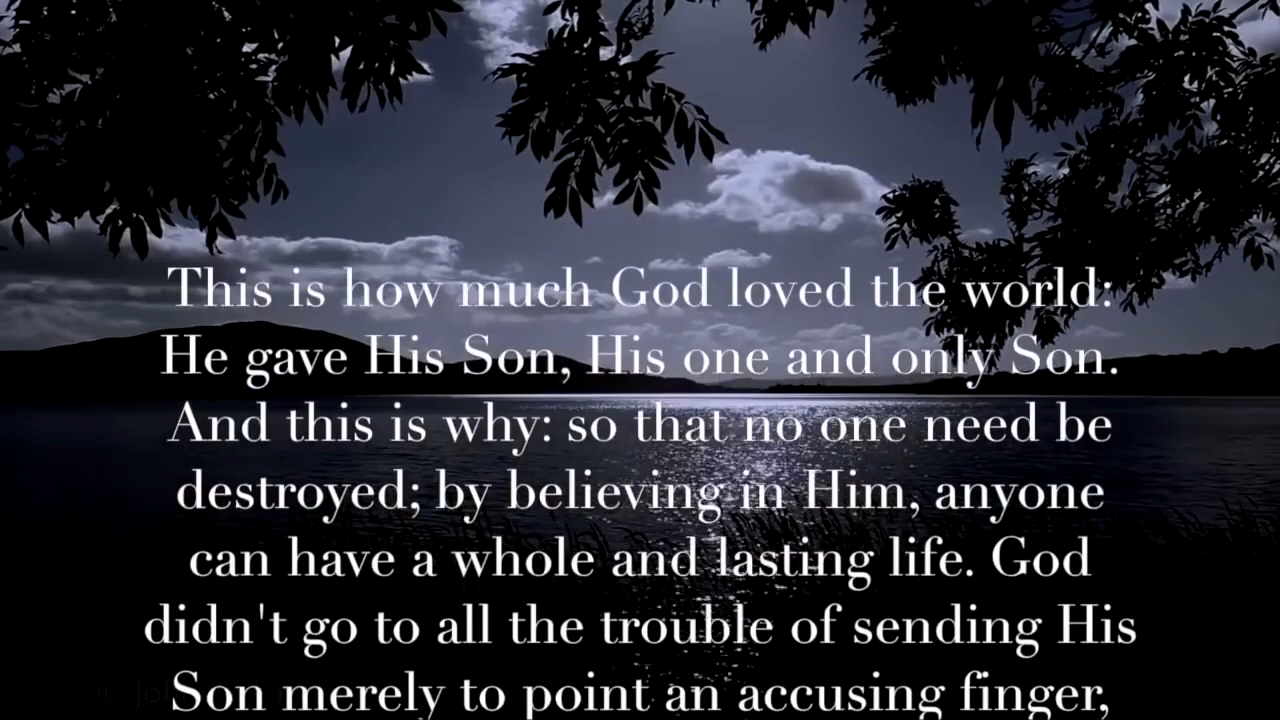 This is how much God loved the world:
He gave His Son, His one and only Son.
And this is why: so that no one need be
destroyed; by believing in Him, anyone
can have a whole and lasting life. God
didn't go to all the trouble of sending His
Son merely to point an accusing finger,